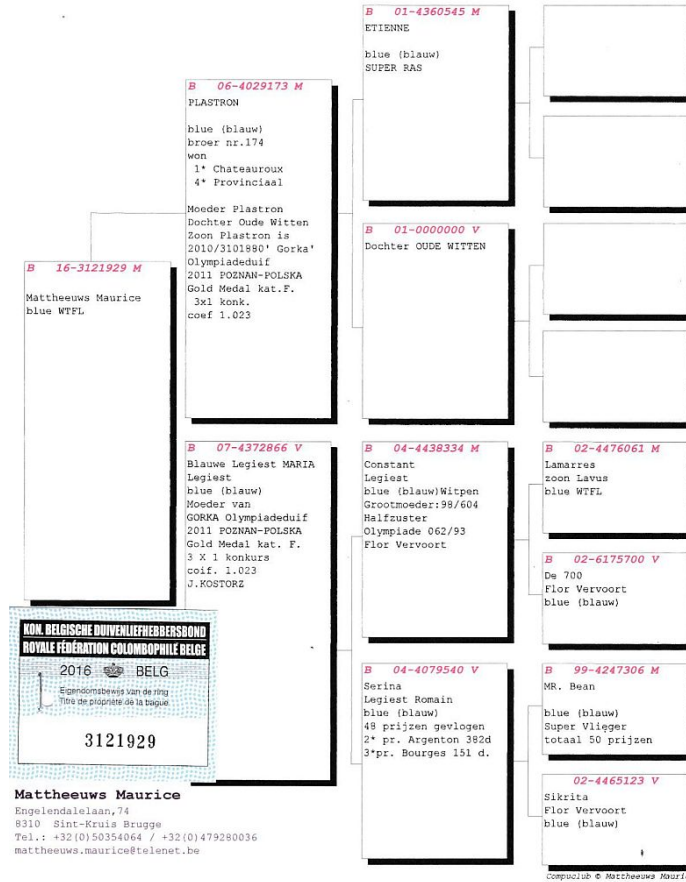 B 16-3121929 M
Mattheeuws Maurice
blue WTFL
B 06-4029173 M
PLASTRON
blue (blauw)
broer nr.174
won
1* Chateauroux
4* Provinciaal
Moeder Plastron
Dochter Oude Witten
Zoon Plastron is
2010/3101880' Gorka'
Olympiadeduif
2011 POZNAN-POLSKA
Gold Medal kat.F.
3x1 konk.
coef 1.023
B 07-4372866 V
Blauwe Legiest MARIA
Legiest
blue (blauw)
Moeder van
GORKA Olympiadeduif
2011 POZNAN-POLSKA
Gold Medal kat. F.
3 X 1 konkurs
coif. 1.023
J.KOSTORZ
B 01-4360545 M
ETIENNE
blue (blauw)
SUPER RAS
B 01-0000000 V
Dochter OUDE WITTEN
B 04-4438334 M
Constant
Legiest
blue (blauw)Witpen
Grootmoeder:98/604
Halfzuster
Olympiade 062/93
Flor Vervoort
B 04-4079540 V
Serina
Legiest Romain
blue (blauw)
48 prijzen gevlogen
2* pr. Argenton 382d
3*pr. Bourges 151 d.
B 02-4476061 M
Lamarres
zoon Lavus
blue WTFL
B 02-6175700 V
De 700
Flor Vervoort
blue (blauw)
B 99-4247306 M
MR. Bean
blue (blauw)
Super Vlieger
totaal 50 prijzen
02-4465123 V
Sikrita
Flor Vervoort
blue (blauw)
KON. BELGISCHE DUIVENLIEFHEBBERSBOND
ROYALE FÉDÉRATION COLOMBOPHILE BELGE
2016 BELG
Eigendomsbewijs van de ring
Titre de propriété de la bague
3121929
Mattheeuws Maurice
Engelendalelaan,74
8310 Sint-Kruis Brugge
Tel.: +32(0)50354064 / +32(0)479280036
mattheeuws.maurice@telenet.be
Compuclub © Mattheeuws Mauric